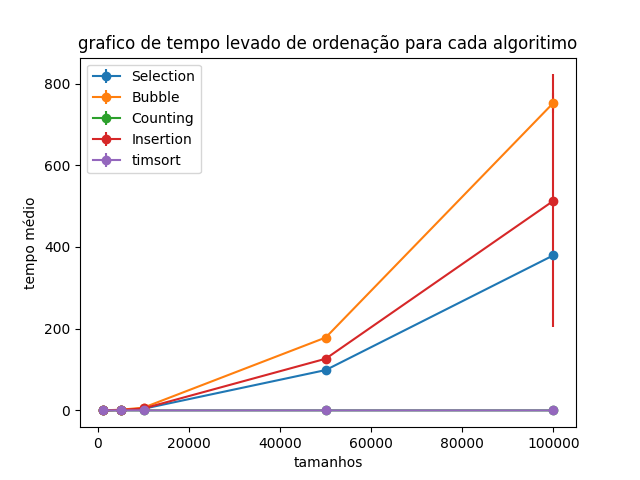 grafico de tempo levado de ordenação para cada algoritimo
Selection
Bubble
Counting
Insertion
timsort
tempo médio
800
600
400
200
0
0 20000 40000 60000 80000 100000
tamanhos